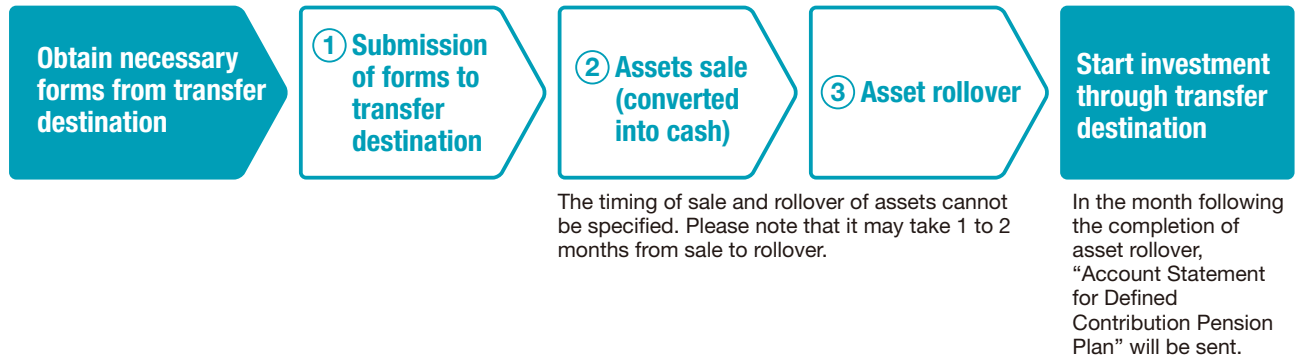 Obtain necessary
forms from transfer
destination
① Submission
of forms to
transfer
destination
② Assets sale
(converted
into cash)
③ Asset rollover
Start investment
through transfer
destination
The timing of sale and rollover of assets cannot
be specified. Please note that it may take 1 to 2
months from sale to rollover.
In the month following
the completion of
asset rollover,
“Account Statement
for Defined
Contribution Pension
Plan” will be sent.